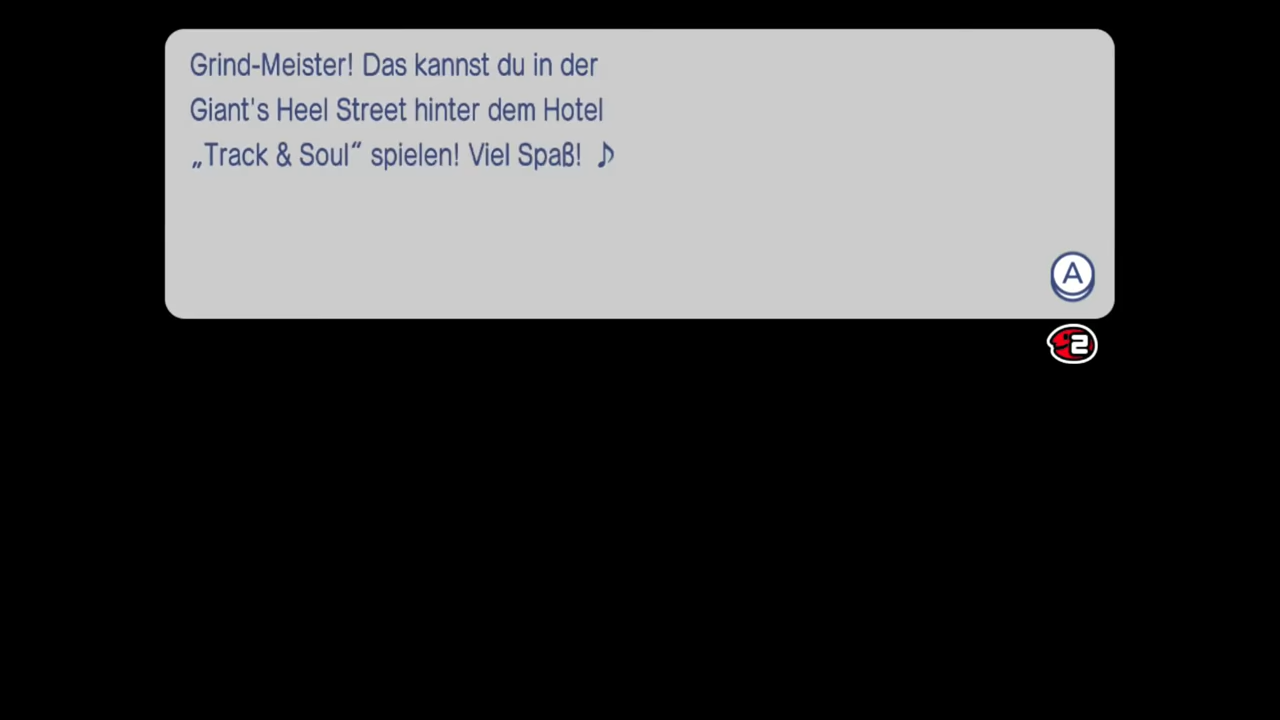 Grind-Meister! Das kannst du in der
Giant's Heel Street hinter dem Hotel
„Track & Soul“ spielen! Viel Spaß! ♪
A
2